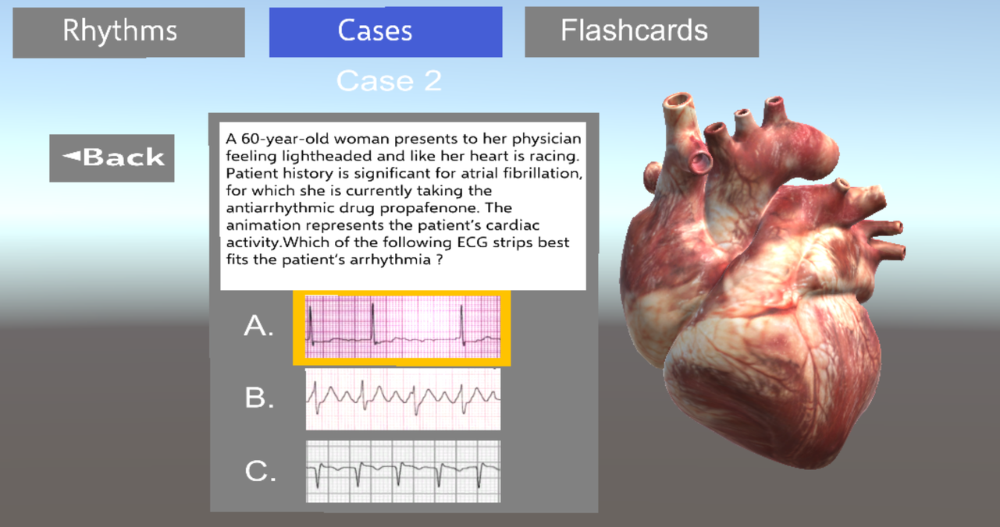 Rhythms
Cases
Flashcards
Case 2
◄Back
A 60-year-old woman presents to her physician
feeling lightheaded and like her heart is racing.
Patient history is significant for atrial fibrillation,
for which she is currently taking the
antiarrhythmic drug propafenone. The
animation represents the patient's cardiac
activity.Which of the following ECG strips best
fits the patient's arrhythmia ?
A.
B.
C.